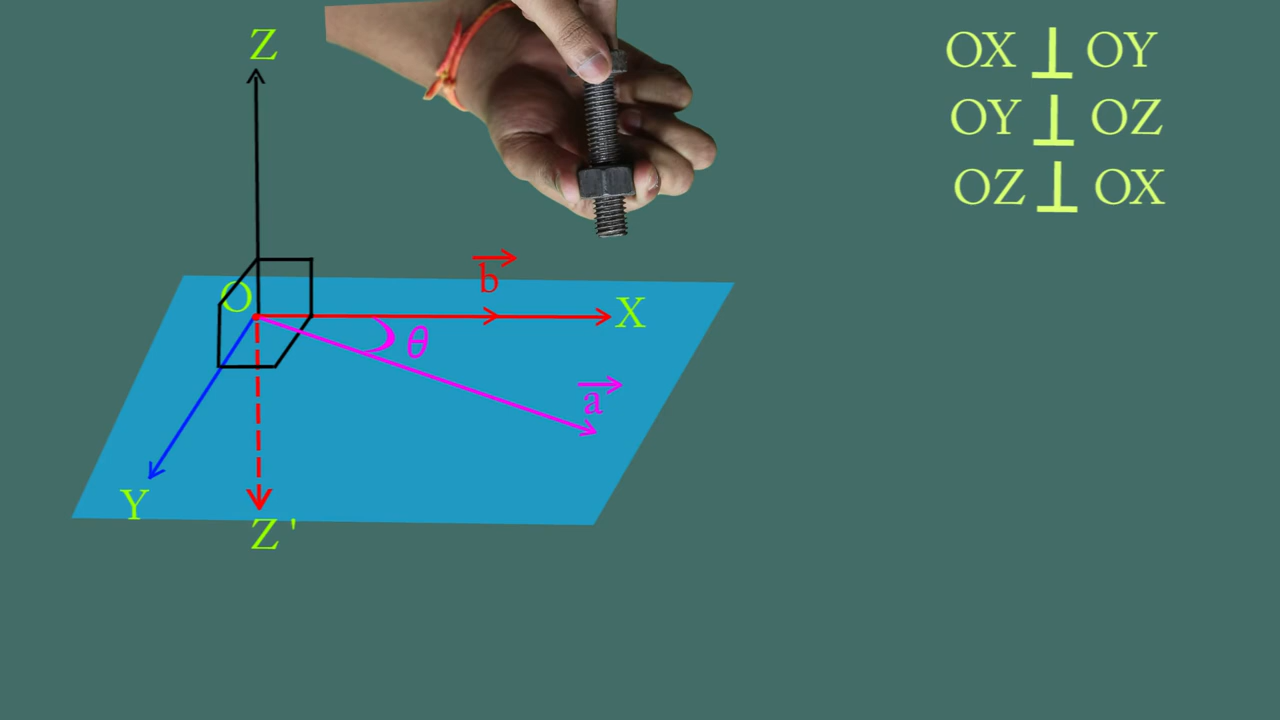 Z
OX ⊥ OY
OY ⊥ OZ
OZ ⊥ OX
b⃗
O
X
θ
a⃗
Y
Z'